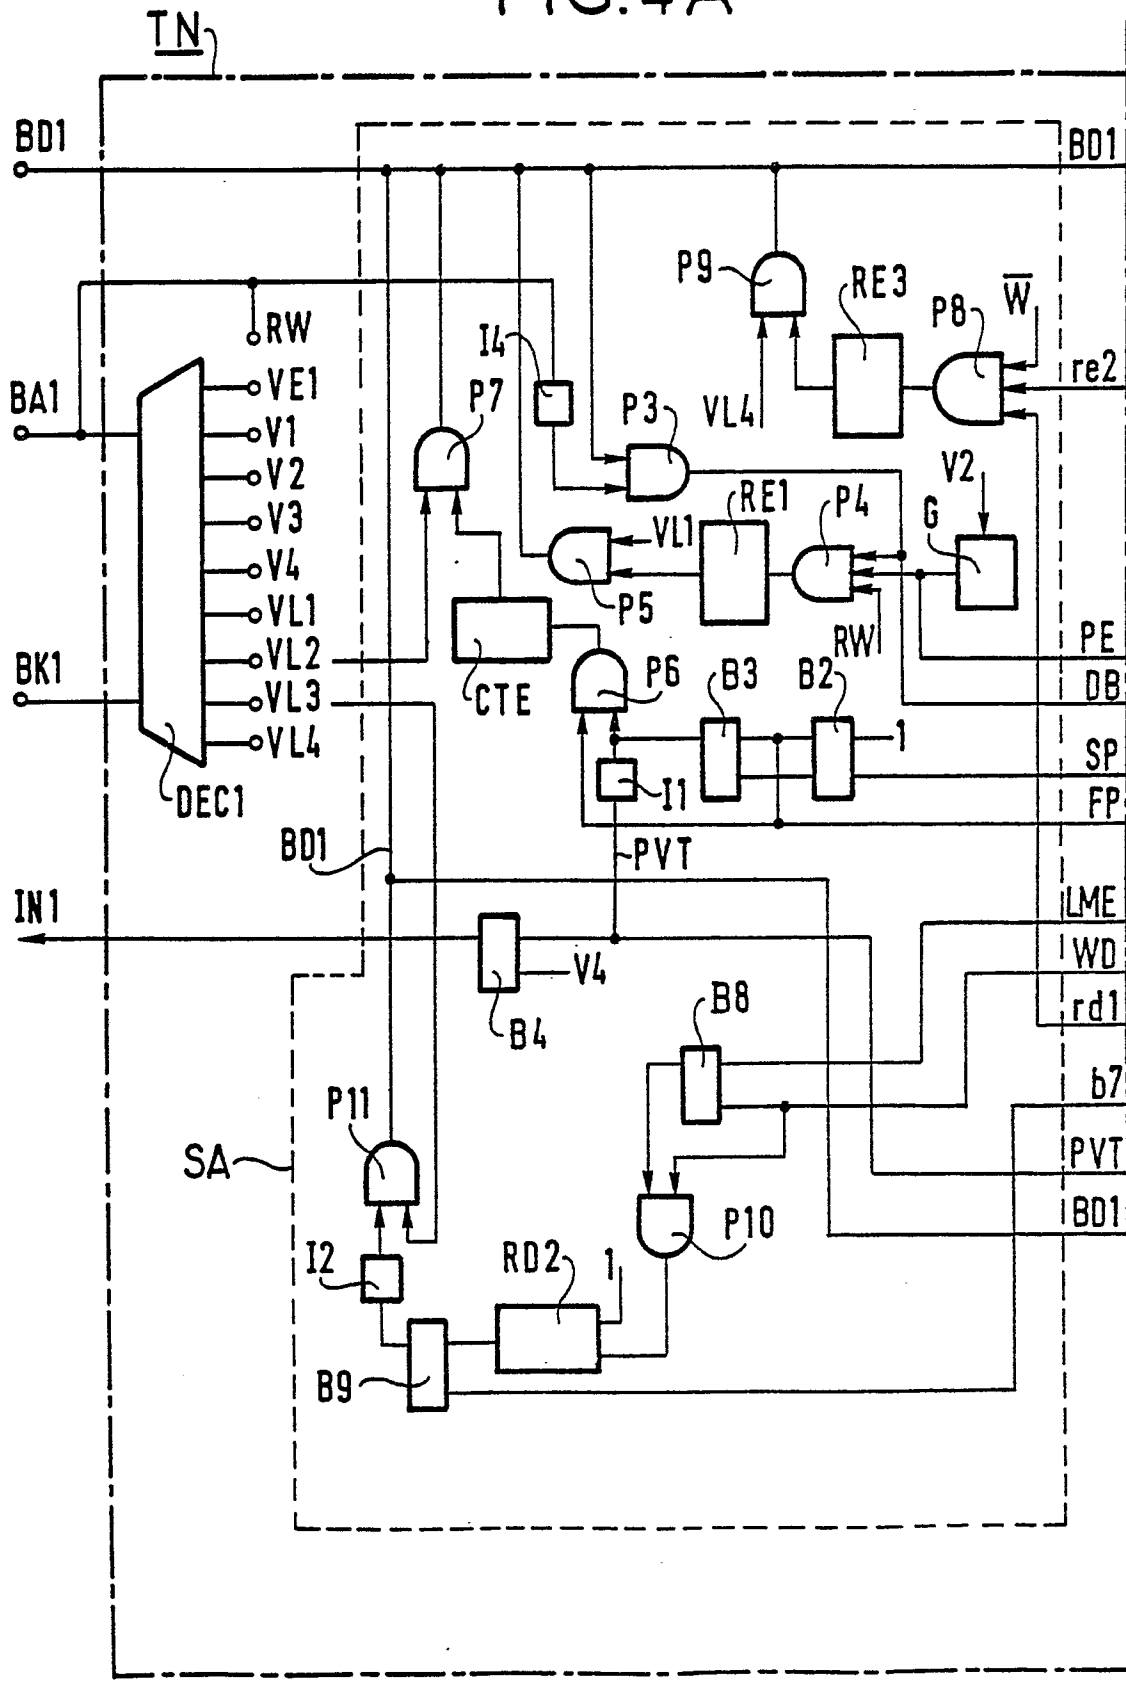 FIG. 4A
TN
BD1
BD1
P9
RE3
W̅
P8
RW
I4
re2
VE1
BA1
P7
P3
VL4
V1
V2
V2
RE1
P4
G
V3
VL1
V4
VL1
P5
RW
PE
VL2
BK1
P6
B3
B2
DB
VL3
CTE
1
VL4
SP
I1
DEC1
FP
BD1
PVT
IN1
LME
V4
WD
B8
B4
rd1
b7
P11
SA
PVT
P10
BD1
I2
RD2
1
B9